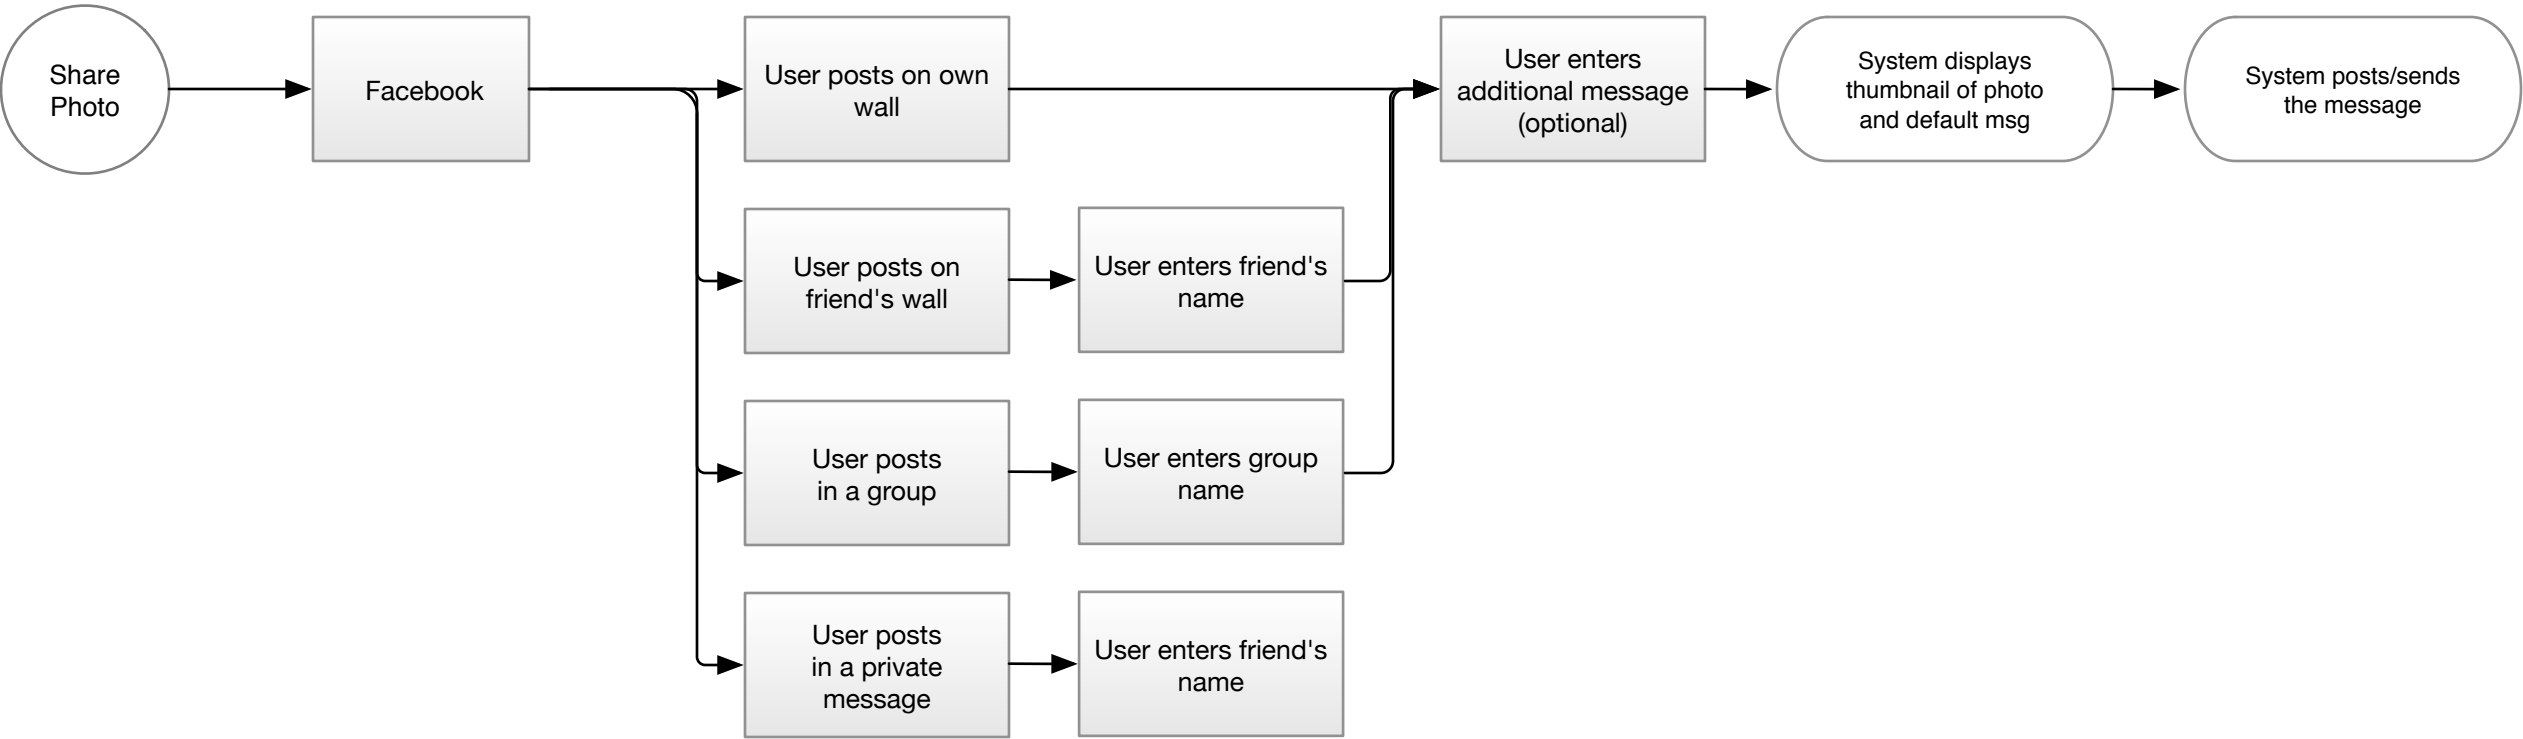 Share
Photo
Facebook
User posts on own
wall
User enters
additional message
(optional)
System displays
thumbnail of photo
and default msg
System posts/sends
the message
User posts on
friend's wall
User enters friend's
name
User posts
in a group
User enters group
name
User posts
in a private
message
User enters friend's
name